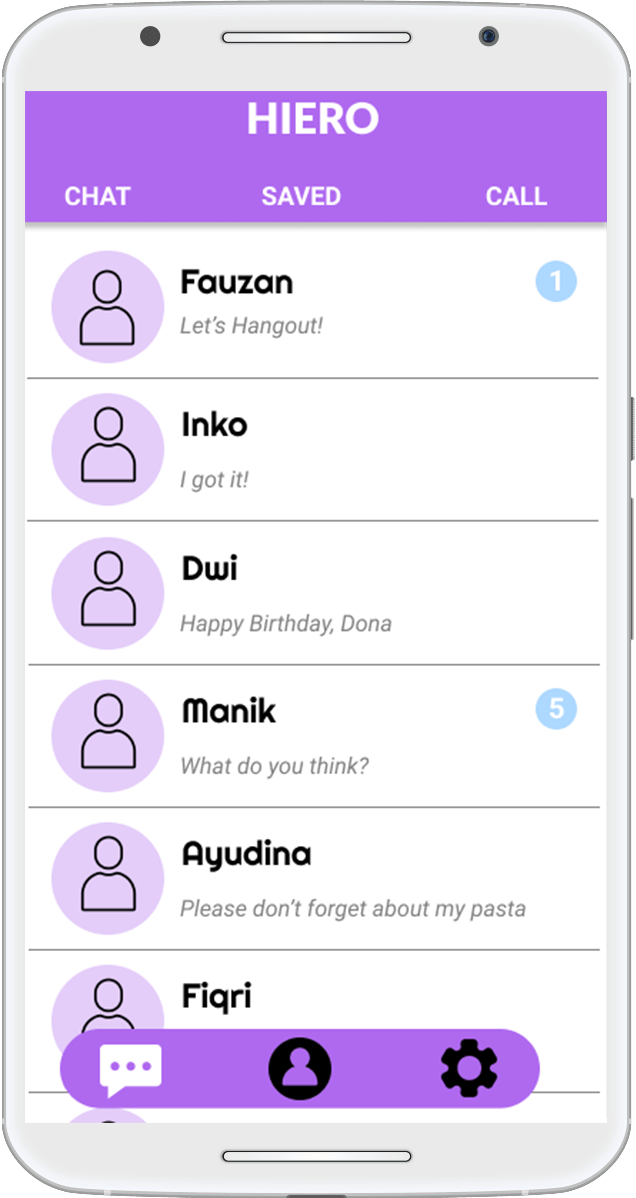 HIERO
CHAT SAVED CALL
Fauzan 1
Let's Hangout!
Inko
I got it!
Dwi
Happy Birthday, Dona
Manik 5
What do you think?
Ayudina
Please don't forget about my pasta
Fiqri